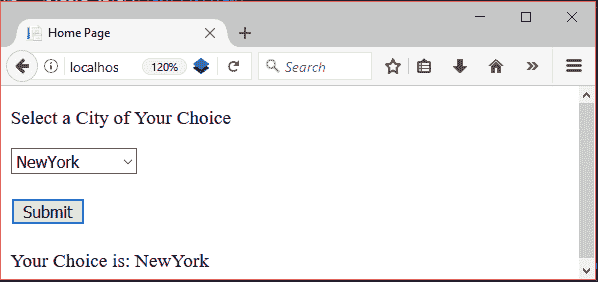 Home Page
localhos
120%
Search
Select a City of Your Choice
NewYork
Submit
Your Choice is: NewYork